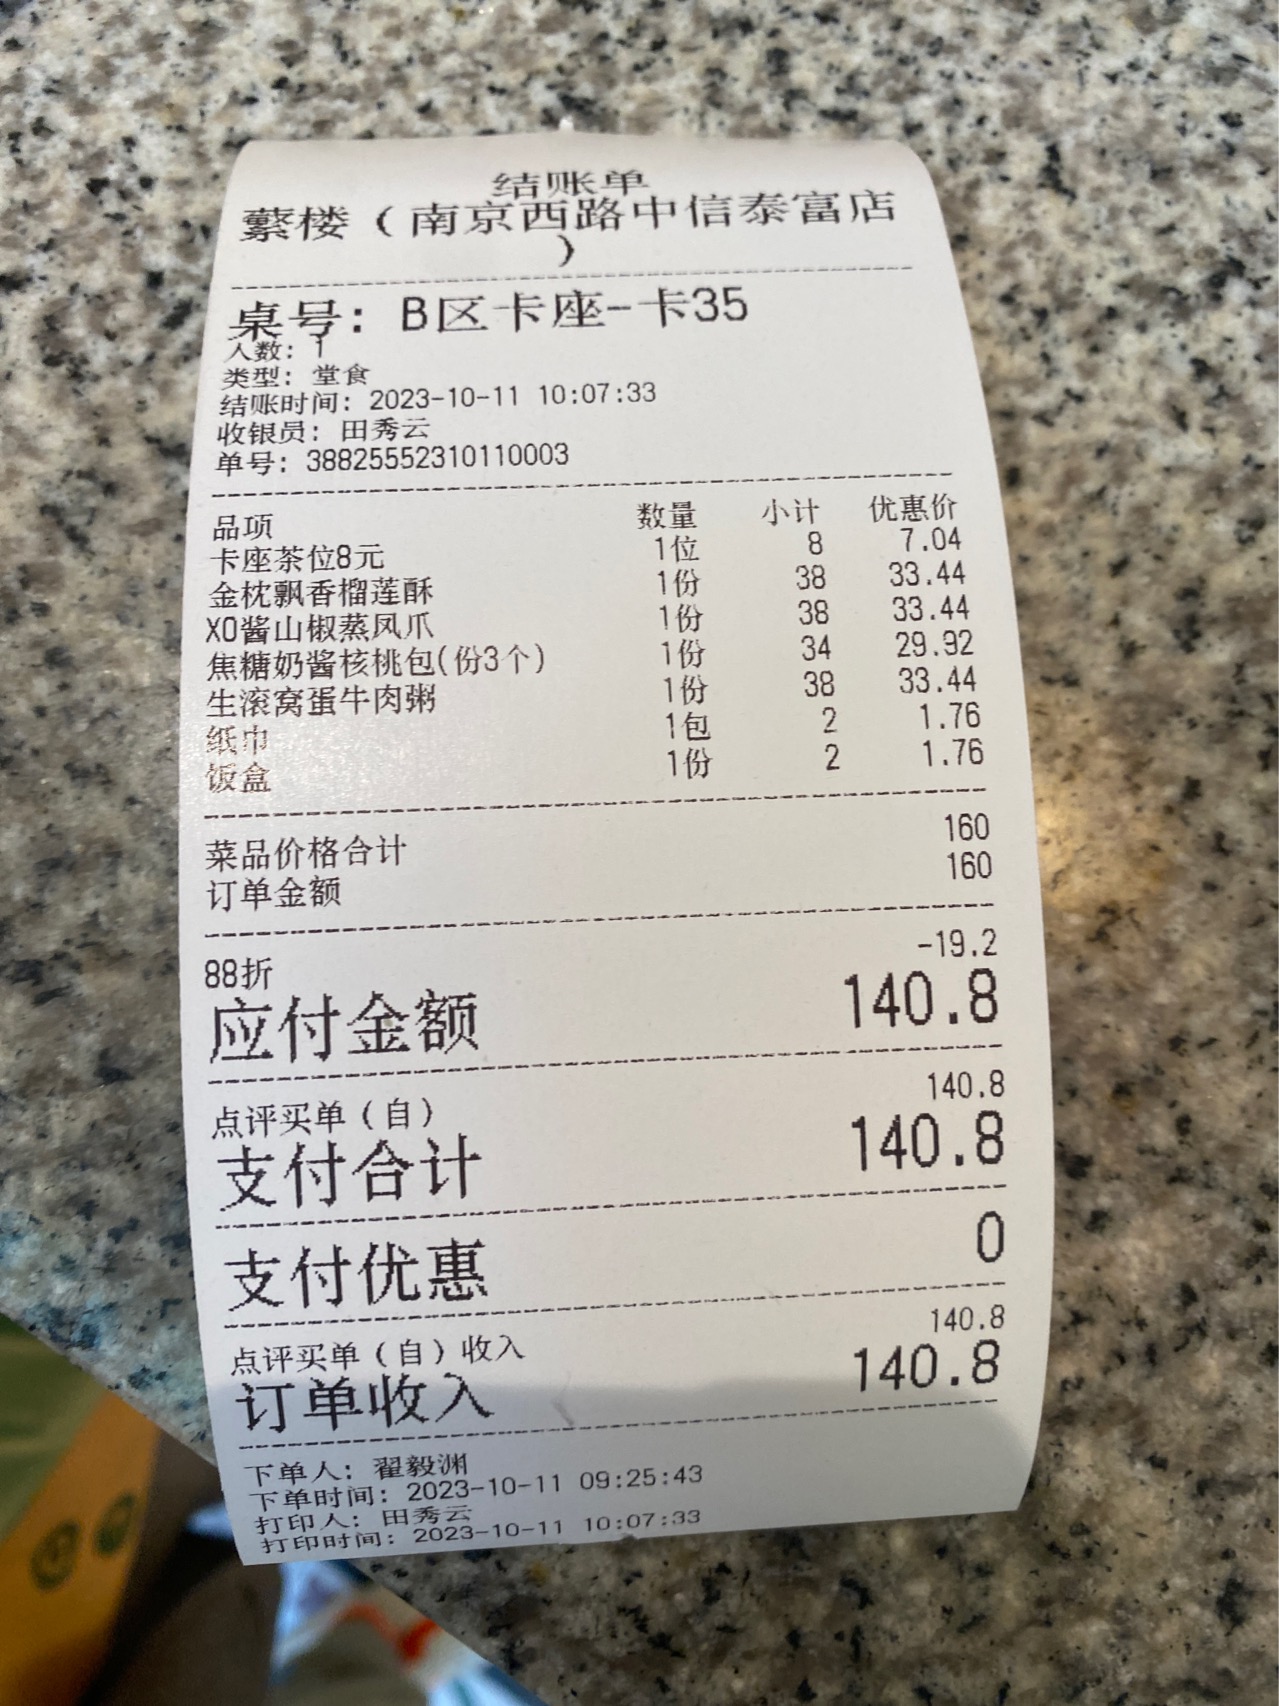 结账单
蘩楼（南京西路中信泰富店
）
桌号：B区卡座-卡35
人数：1
类型：堂食
结账时间：2023-10-11 10:07:33
收银员：田秀云
单号：38825552310110003
品项 数量 小计 优惠价
卡座茶位8元 1位 8 7.04
金枕飘香榴莲酥 1份 38 33.44
XO酱山椒蒸凤爪 1份 38 33.44
焦糖奶酱核桃包(份3个) 1份 34 29.92
生滚窝蛋牛肉粥 1份 38 33.44
纸巾 1包 2 1.76
饭盒 1份 2 1.76
菜品价格合计 160
订单金额 160
88折 -19.2
应付金额 140.8
点评买单（自） 140.8
支付合计 140.8
支付优惠 0
点评买单（自）收入 140.8
订单收入 140.8
下单人：翟毅渊
下单时间：2023-10-11 09:25:43
打印人：田秀云
打印时间：2023-10-11 10:07:33